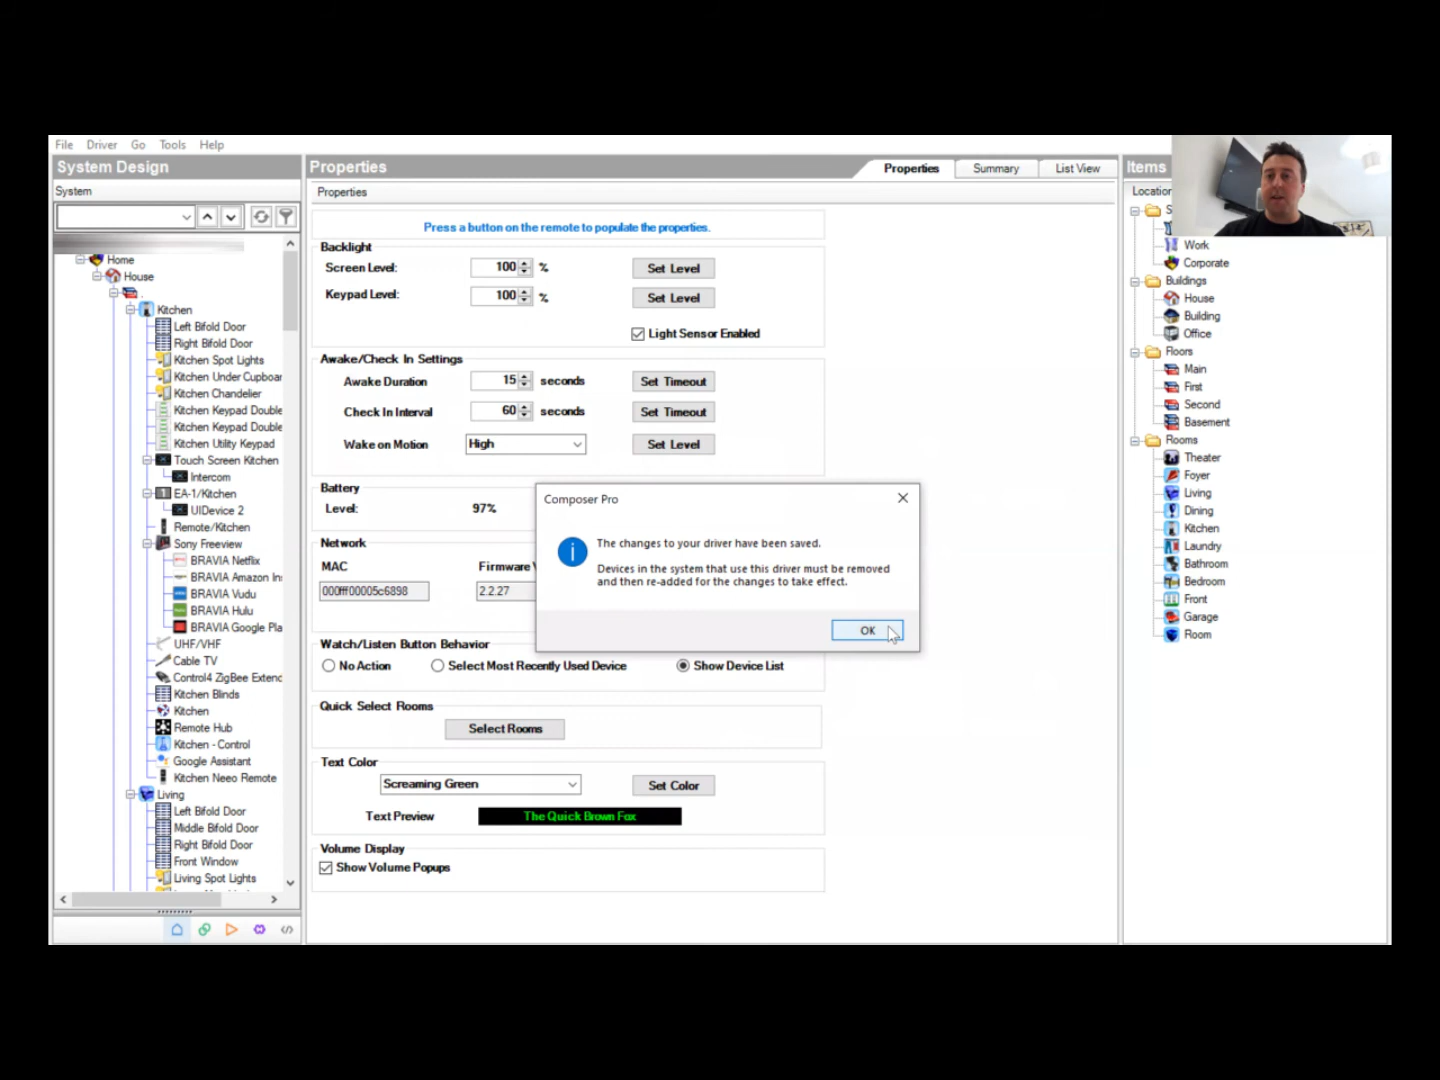 File Driver Go Tools Help
System Design
Properties
Properties Summary List View
Items
System
Properties
Press a button on the remote to populate the properties.
Backlight
Screen Level: 100 % Set Level
Keypad Level: 100 % Set Level
Light Sensor Enabled
Awake/Check In Settings
Awake Duration 15 seconds Set Timeout
Check In Interval 60 seconds Set Timeout
Wake on Motion High Set Level
Battery
Level: 97%
Network
MAC Firmware
000fff00005c6898 2.2.27
Watch/Listen Button Behavior
No Action Select Most Recently Used Device Show Device List
Quick Select Rooms
Select Rooms
Text Color
Screaming Green Set Color
Text Preview The Quick Brown Fox
Volume Display
Show Volume Popups
Composer Pro
The changes to your driver have been saved.
Devices in the system that use this driver must be removed
and then re-added for the changes to take effect.
OK
Home
House
Kitchen
Left Bifold Door
Right Bifold Door
Kitchen Spot Lights
Kitchen Under Cupboar
Kitchen Chandelier
Kitchen Keypad Double
Kitchen Keypad Double
Kitchen Utility Keypad
Touch Screen Kitchen
Intercom
EA-1/Kitchen
UIDevice 2
Remote/Kitchen
Sony Freeview
BRAVIA Netflix
BRAVIA Amazon In
BRAVIA Vudu
BRAVIA Hulu
BRAVIA Google Pla
UHF/VHF
Cable TV
Control4 ZigBee Extend
Kitchen Blinds
Kitchen
Remote Hub
Kitchen - Control
Google Assistant
Kitchen Neeo Remote
Living
Left Bifold Door
Middle Bifold Door
Right Bifold Door
Front Window
Living Spot Lights
Location
S
Work
Corporate
Buildings
House
Building
Office
Floors
Main
First
Second
Basement
Rooms
Theater
Foyer
Living
Dining
Kitchen
Laundry
Bathroom
Bedroom
Front
Garage
Room